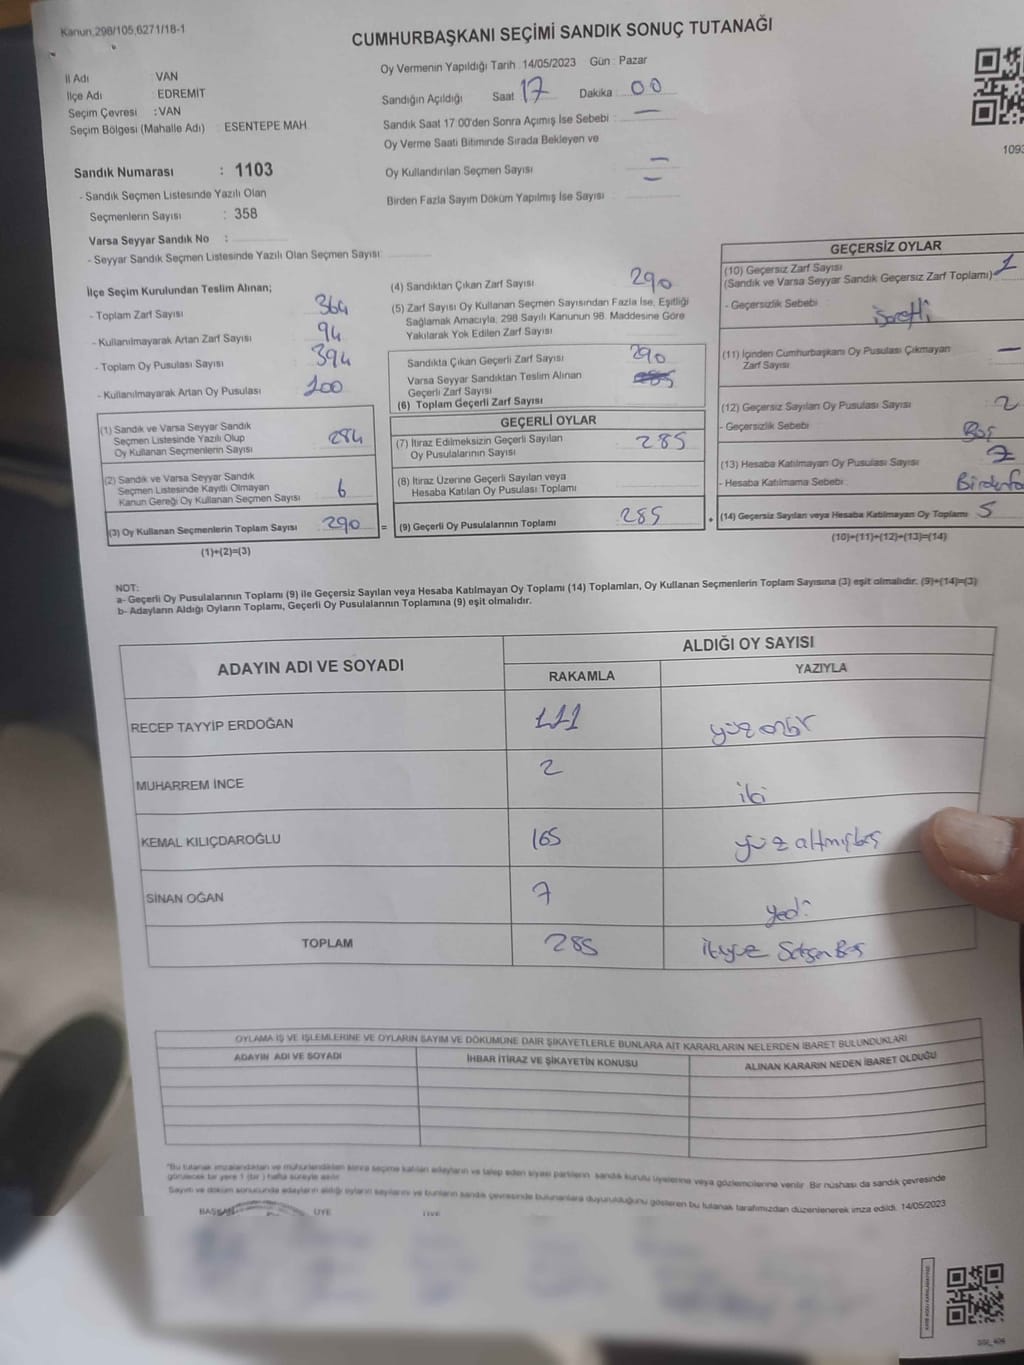 Kanun,298/105,6271/18-1
CUMHURBAŞKANI SEÇİMİ SANDIK SONUÇ TUTANAĞI
İl Adı : VAN
İlçe Adı : EDREMİT
Seçim Çevresi : VAN
Seçim Bölgesi (Mahalle Adı) : ESENTEPE MAH.
Sandık Numarası : 1103
- Sandık Seçmen Listesinde Yazılı Olan
Seçmenlerin Sayısı : 358
Varsa Seyyar Sandık No :
- Seyyar Sandık Seçmen Listesinde Yazılı Olan Seçmen Sayısı:
Oy Vermenin Yapıldığı Tarih : 14/05/2023 Gün : Pazar
Sandığın Açıldığı Saat 17 Dakika : 00
Sandık Saat 17:00'den Sonra Açılmış İse Sebebi : —
Oy Verme Saati Bitiminde Sırada Bekleyen ve
Oy Kullandırılan Seçmen Sayısı —
Birden Fazla Sayım Döküm Yapılmış İse Sayısı : —
1093
İlçe Seçim Kurulundan Teslim Alınan;
- Toplam Zarf Sayısı : 364
- Kullanılmayarak Artan Zarf Sayısı : 94
- Toplam Oy Pusulası Sayısı : 394
- Kullanılmayarak Artan Oy Pusulası : 100
(1) Sandık ve Varsa Seyyar Sandık
Seçmen Listesinde Yazılı Olup
Oy Kullanan Seçmenlerin Sayısı 284
(2) Sandık ve Varsa Seyyar Sandık
Seçmen Listesinde Kayıtlı Olmayan
Kanun Gereği Oy Kullanan Seçmen Sayısı 6
(3) Oy Kullanan Seçmenlerin Toplam Sayısı 290 =
(1)+(2)=(3)
(4) Sandıktan Çıkan Zarf Sayısı 290
(5) Zarf Sayısı Oy Kullanan Seçmen Sayısından Fazla İse, Eşitliği
Sağlamak Amacıyla, 298 Sayılı Kanunun 98. Maddesine Göre
Yakılarak Yok Edilen Zarf Sayısı
Sandıkta Çıkan Geçerli Zarf Sayısı 290
Varsa Seyyar Sandıktan Teslim Alınan
Geçerli Zarf Sayısı
(6) Toplam Geçerli Zarf Sayısı
GEÇERLİ OYLAR
(7) İtiraz Edilmeksizin Geçerli Sayılan
Oy Pusulalarının Sayısı 285
(8) İtiraz Üzerine Geçerli Sayılan veya
Hesaba Katılan Oy Pusulası Toplamı
(9) Geçerli Oy Pusulalarının Toplamı 285 +
GEÇERSİZ OYLAR
(10) Geçersiz Zarf Sayısı
(Sandık ve Varsa Seyyar Sandık Geçersiz Zarf Toplamı) 1
- Geçersizlik Sebebi : işaretli
(11) İçinden Cumhurbaşkanı Oy Pusulası Çıkmayan
Zarf Sayısı —
(12) Geçersiz Sayılan Oy Pusulası Sayısı 2
- Geçersizlik Sebebi : Boş
(13) Hesaba Katılmayan Oy Pusulası Sayısı 2
- Hesaba Katılmama Sebebi :
(14) Geçersiz Sayılan veya Hesaba Katılmayan Oy Toplamı 5
(10)+(11)+(12)+(13)=(14)
NOT:
a- Geçerli Oy Pusulalarının Toplamı (9) ile Geçersiz Sayılan veya Hesaba Katılmayan Oy Toplamı (14) Toplamları, Oy Kullanan Seçmenlerin Toplam Sayısına (3) eşit olmalıdır. (9)+(14)=(3)
b- Adayların Aldığı Oyların Toplamı, Geçerli Oy Pusulalarının Toplamına (9) eşit olmalıdır.
ADAYIN ADI VE SOYADI
ALDIĞI OY SAYISI
RAKAMLA YAZIYLA
RECEP TAYYİP ERDOĞAN 111 yüz onbir
MUHARREM İNCE 2 iki
KEMAL KILIÇDAROĞLU 165 yüz altmışbeş
SİNAN OĞAN 7 yedi
TOPLAM 285 ikiyüz Seksen Beş
OYLAMA İŞ VE İŞLEMLERİNE VE OYLARIN SAYIM VE DÖKÜMÜNE DAİR ŞİKAYETLERLE BUNLARA AİT KARARLARIN NELERDEN İBARET BULUNDUKLARI
ADAYIN ADI VE SOYADI İHBAR İTİRAZ VE ŞİKAYETİN KONUSU ALINAN KARARIN NEDEN İBARET OLDUĞU
*Bu tutanak imzalandıktan ve mühürlendikten sonra seçime katılan adayların ve talep eden siyasi partilerin sandık kurulu üyelerine veya gözlemcilerine verilir. Bir nüshası da sandık çevresinde
görülecek bir yere 1 (bir) hafta süreyle asılır.
Sayım ve döküm sonucunda adayların aldığı oyların sayılarını ve bunların sandık çevresinde bulunanlara duyurulduğunu gösteren bu tutanak tarafımızdan düzenlenerek imza edildi. 14/05/2023
BAŞKAN ÜYE